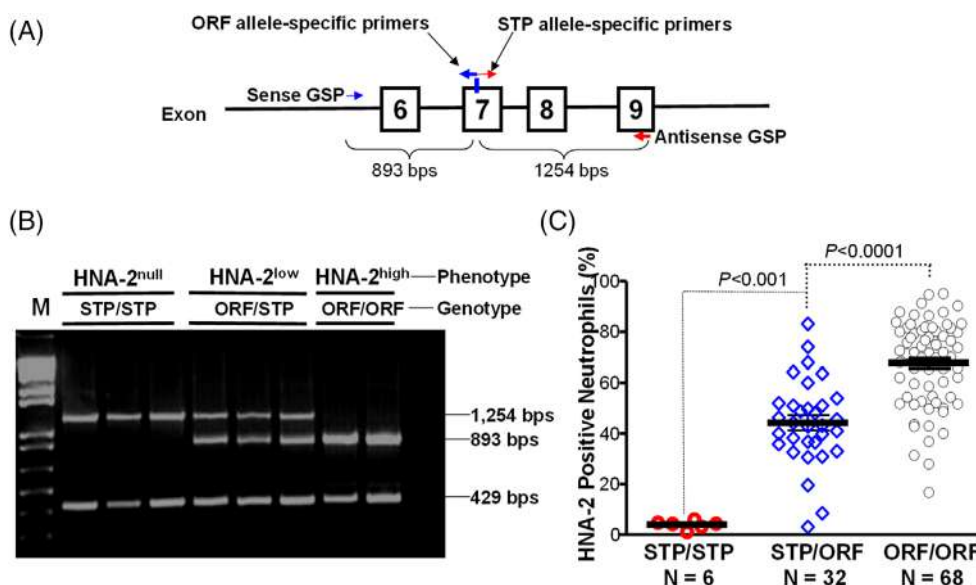 (A)
ORF allele-specific primers
STP allele-specific primers
Sense GSP
Exon
6
7
8
9
Antisense GSP
893 bps
1254 bps
(B)
HNA-2null HNA-2low HNA-2high Phenotype
M STP/STP ORF/STP ORF/ORF Genotype
1,254 bps
893 bps
429 bps
(C)
P<0.0001
P<0.001
HNA-2 Positive Neutrophils (%)
100
80
60
40
20
0
STP/STP STP/ORF ORF/ORF
N = 6 N = 32 N = 68